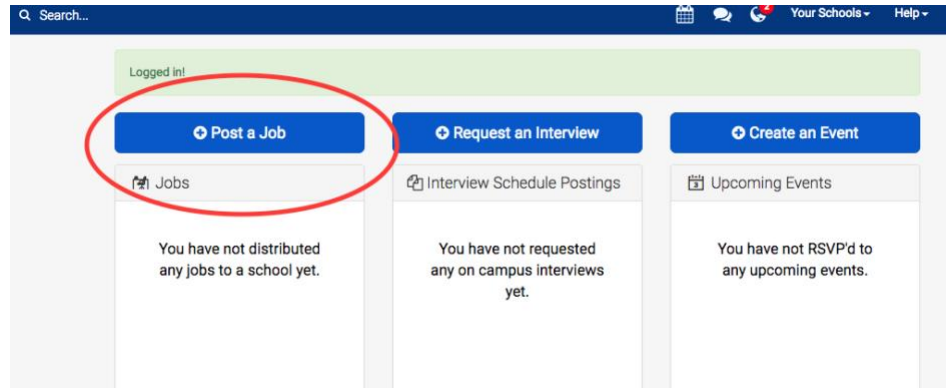 Search...
2
Your Schools
Help
Logged in!
Post a Job
Request an Interview
Create an Event
Jobs
Interview Schedule Postings
Upcoming Events
You have not distributed
any jobs to a school yet.
You have not requested
any on campus interviews
yet.
You have not RSVP'd to
any upcoming events.